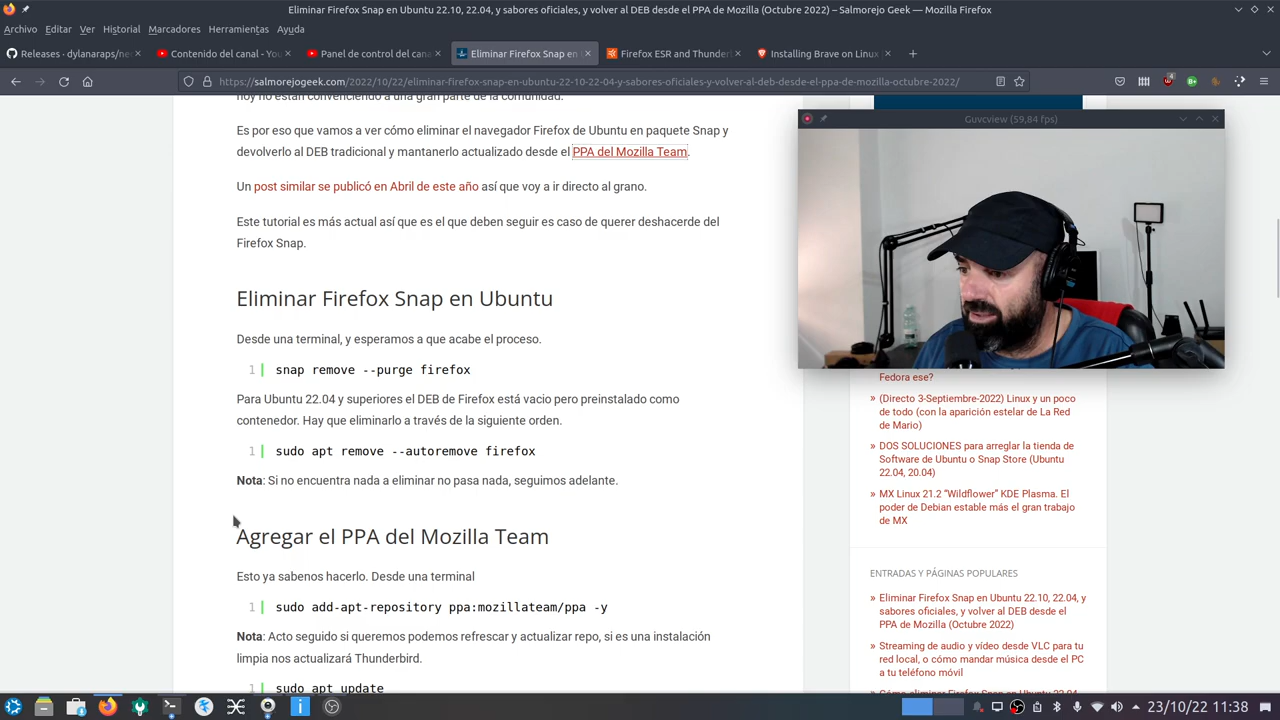 Eliminar Firefox Snap en Ubuntu 22.10, 22.04, y sabores oficiales, y volver al DEB desde el PPA de Mozilla (Octubre 2022) – Salmorejo Geek — Mozilla Firefox
Archivo Editar Ver Historial Marcadores Herramientas Ayuda
Releases - dylanaraps/ne
Contenido del canal - You
Panel de control del cana
Eliminar Firefox Snap en
Firefox ESR and Thunder
Installing Brave on Linux
https://salmorejogeek.com/2022/10/22/eliminar-firefox-snap-en-ubuntu-22-10-22-04-y-sabores-oficiales-y-volver-al-deb-desde-el-ppa-de-mozilla-octubre-2022/
hoy no están convenciendo a una gran parte de la comunidad.
Es por eso que vamos a ver cómo eliminar el navegador Firefox de Ubuntu en paquete Snap y
devolverlo al DEB tradicional y mantenerlo actualizado desde el PPA del Mozilla Team.
Un post similar se publicó en Abril de este año así que voy a ir directo al grano.
Este tutorial es más actual así que es el que deben seguir es caso de querer deshacerde del
Firefox Snap.
Eliminar Firefox Snap en Ubuntu
Desde una terminal, y esperamos a que acabe el proceso.
1 snap remove --purge firefox
Para Ubuntu 22.04 y superiores el DEB de Firefox está vacio pero preinstalado como
contenedor. Hay que eliminarlo a través de la siguiente orden.
1 sudo apt remove --autoremove firefox
Nota: Si no encuentra nada a eliminar no pasa nada, seguimos adelante.
Agregar el PPA del Mozilla Team
Esto ya sabenos hacerlo. Desde una terminal
1 sudo add-apt-repository ppa:mozillateam/ppa -y
Nota: Acto seguido si queremos podemos refrescar y actualizar repo, si es una instalación
limpia nos actualizará Thunderbird.
sudo apt update
Guvcview (59,84 fps)
Fedora ese?
» (Directo 3-Septiembre-2022) Linux y un poco
de todo (con la aparición estelar de La Red
de Mario)
» DOS SOLUCIONES para arreglar la tienda de
Software de Ubuntu o Snap Store (Ubuntu
22.04, 20.04)
» MX Linux 21.2 “Wildflower” KDE Plasma. El
poder de Debian estable más el gran trabajo
de MX
ENTRADAS Y PÁGINAS POPULARES
» Eliminar Firefox Snap en Ubuntu 22.10, 22.04, y
sabores oficiales, y volver al DEB desde el
PPA de Mozilla (Octubre 2022)
» Streaming de audio y vídeo desde VLC para tu
red local, o cómo mandar música desde el PC
a tu teléfono móvil
23/10/22 11:38